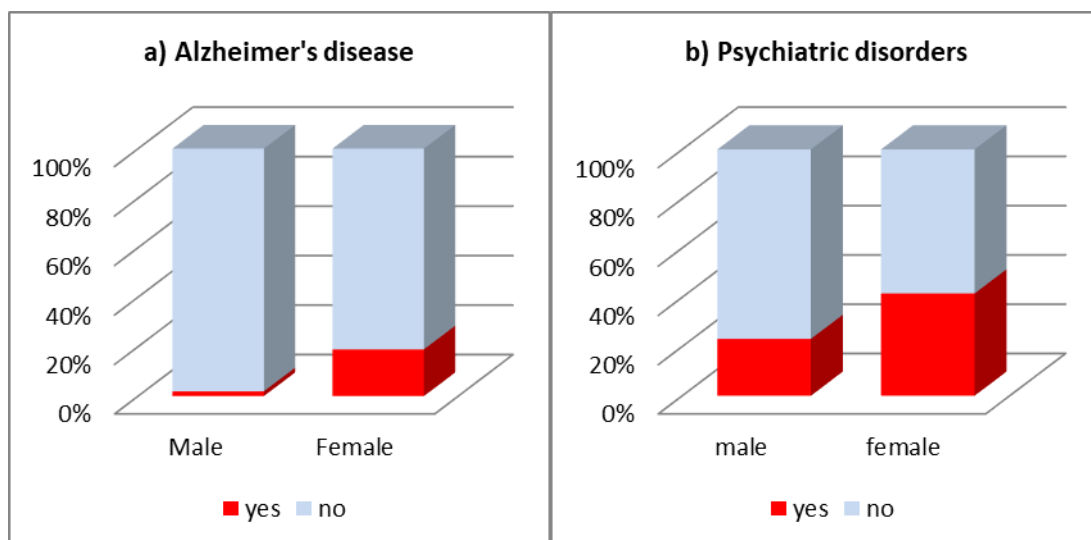 a) Alzheimer's disease
100%
80%
60%
40%
20%
0%
Male Female
yes no
b) Psychiatric disorders
100%
80%
60%
40%
20%
0%
male female
yes no